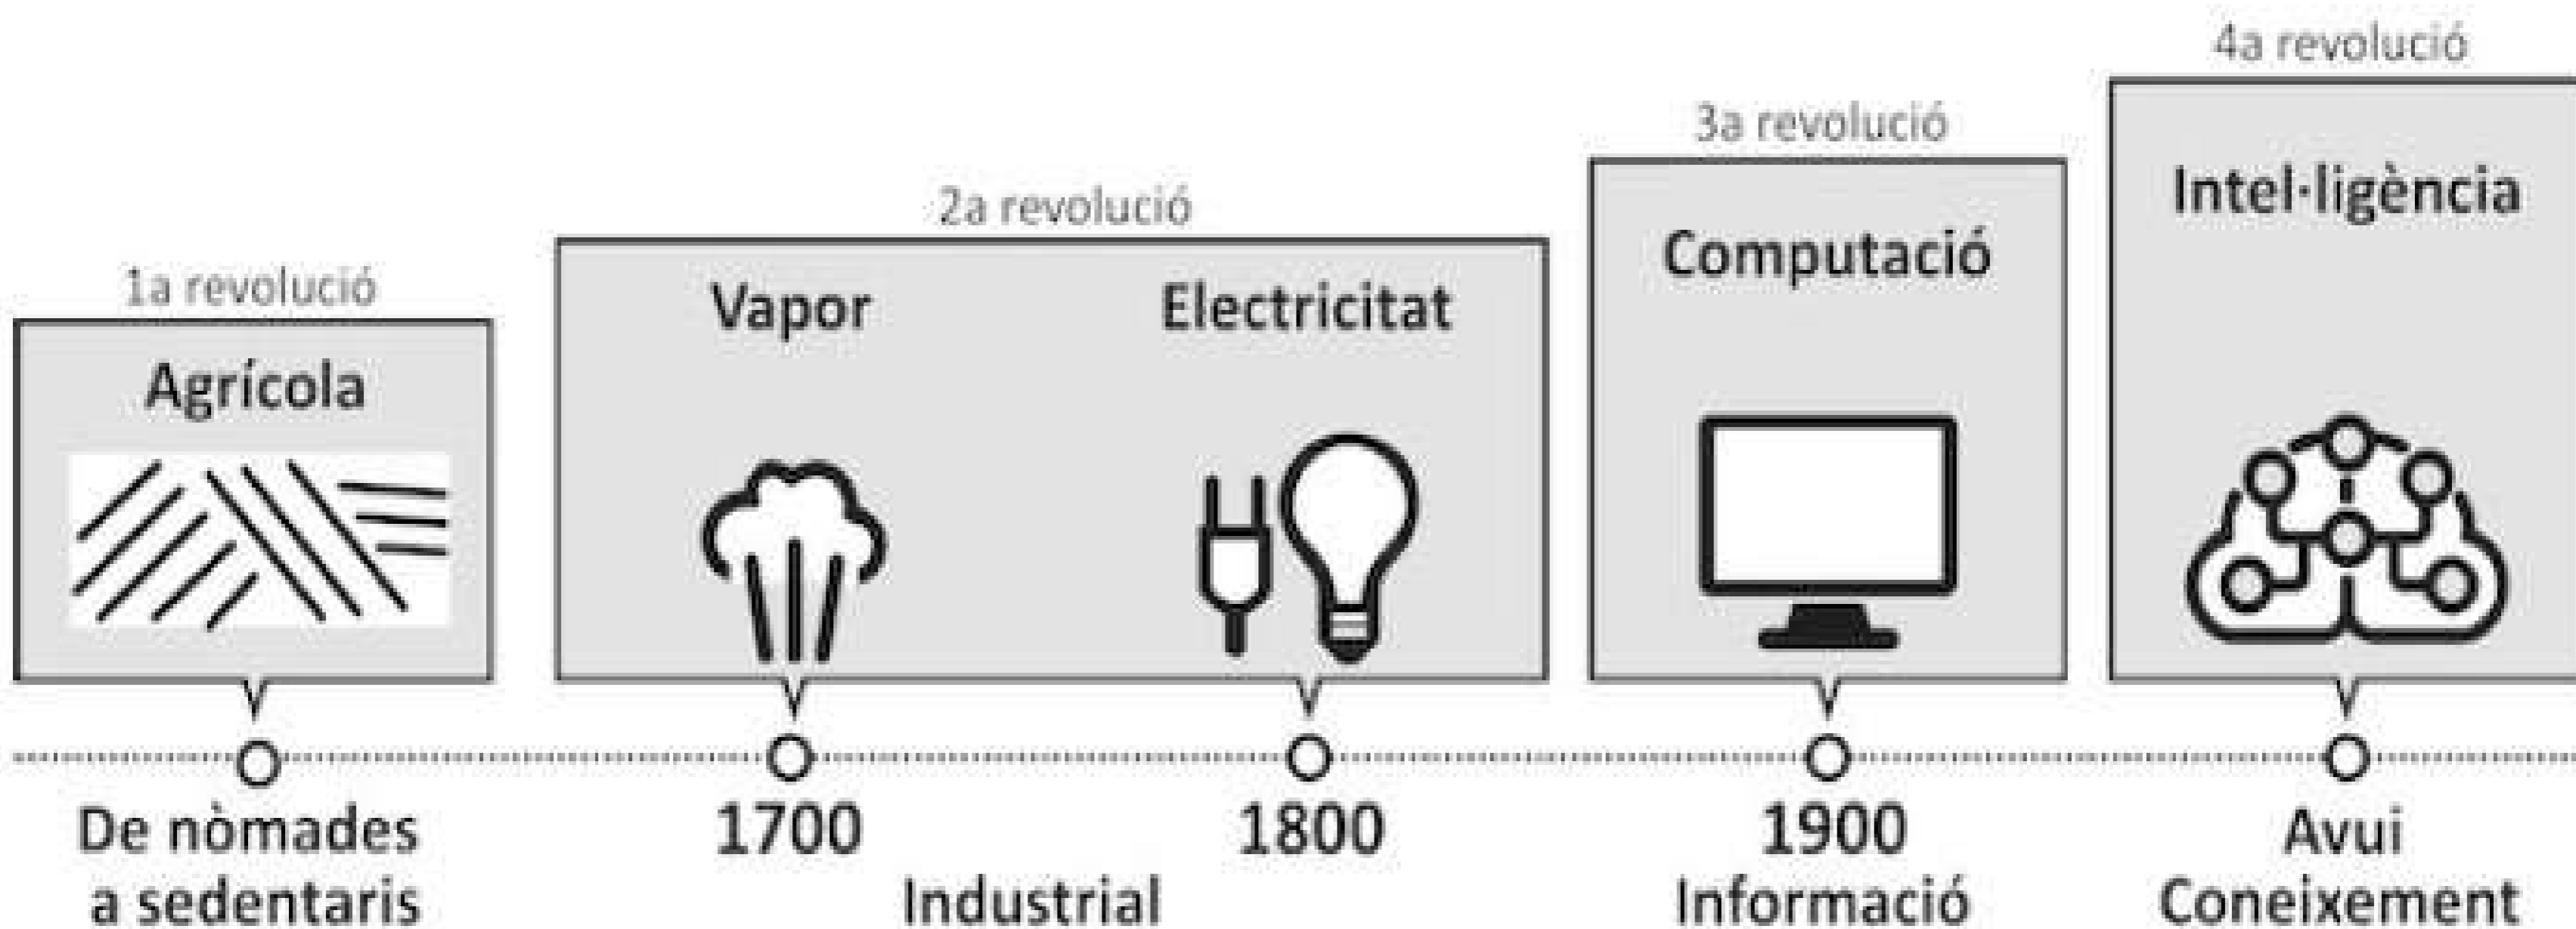 1a revolució
Agrícola
De nòmades
a sedentaris
2a revolució
Vapor
Electricitat
1700
1800
Industrial
3a revolució
Computació
1900
Informació
4a revolució
Intel·ligència
Avui
Coneixement